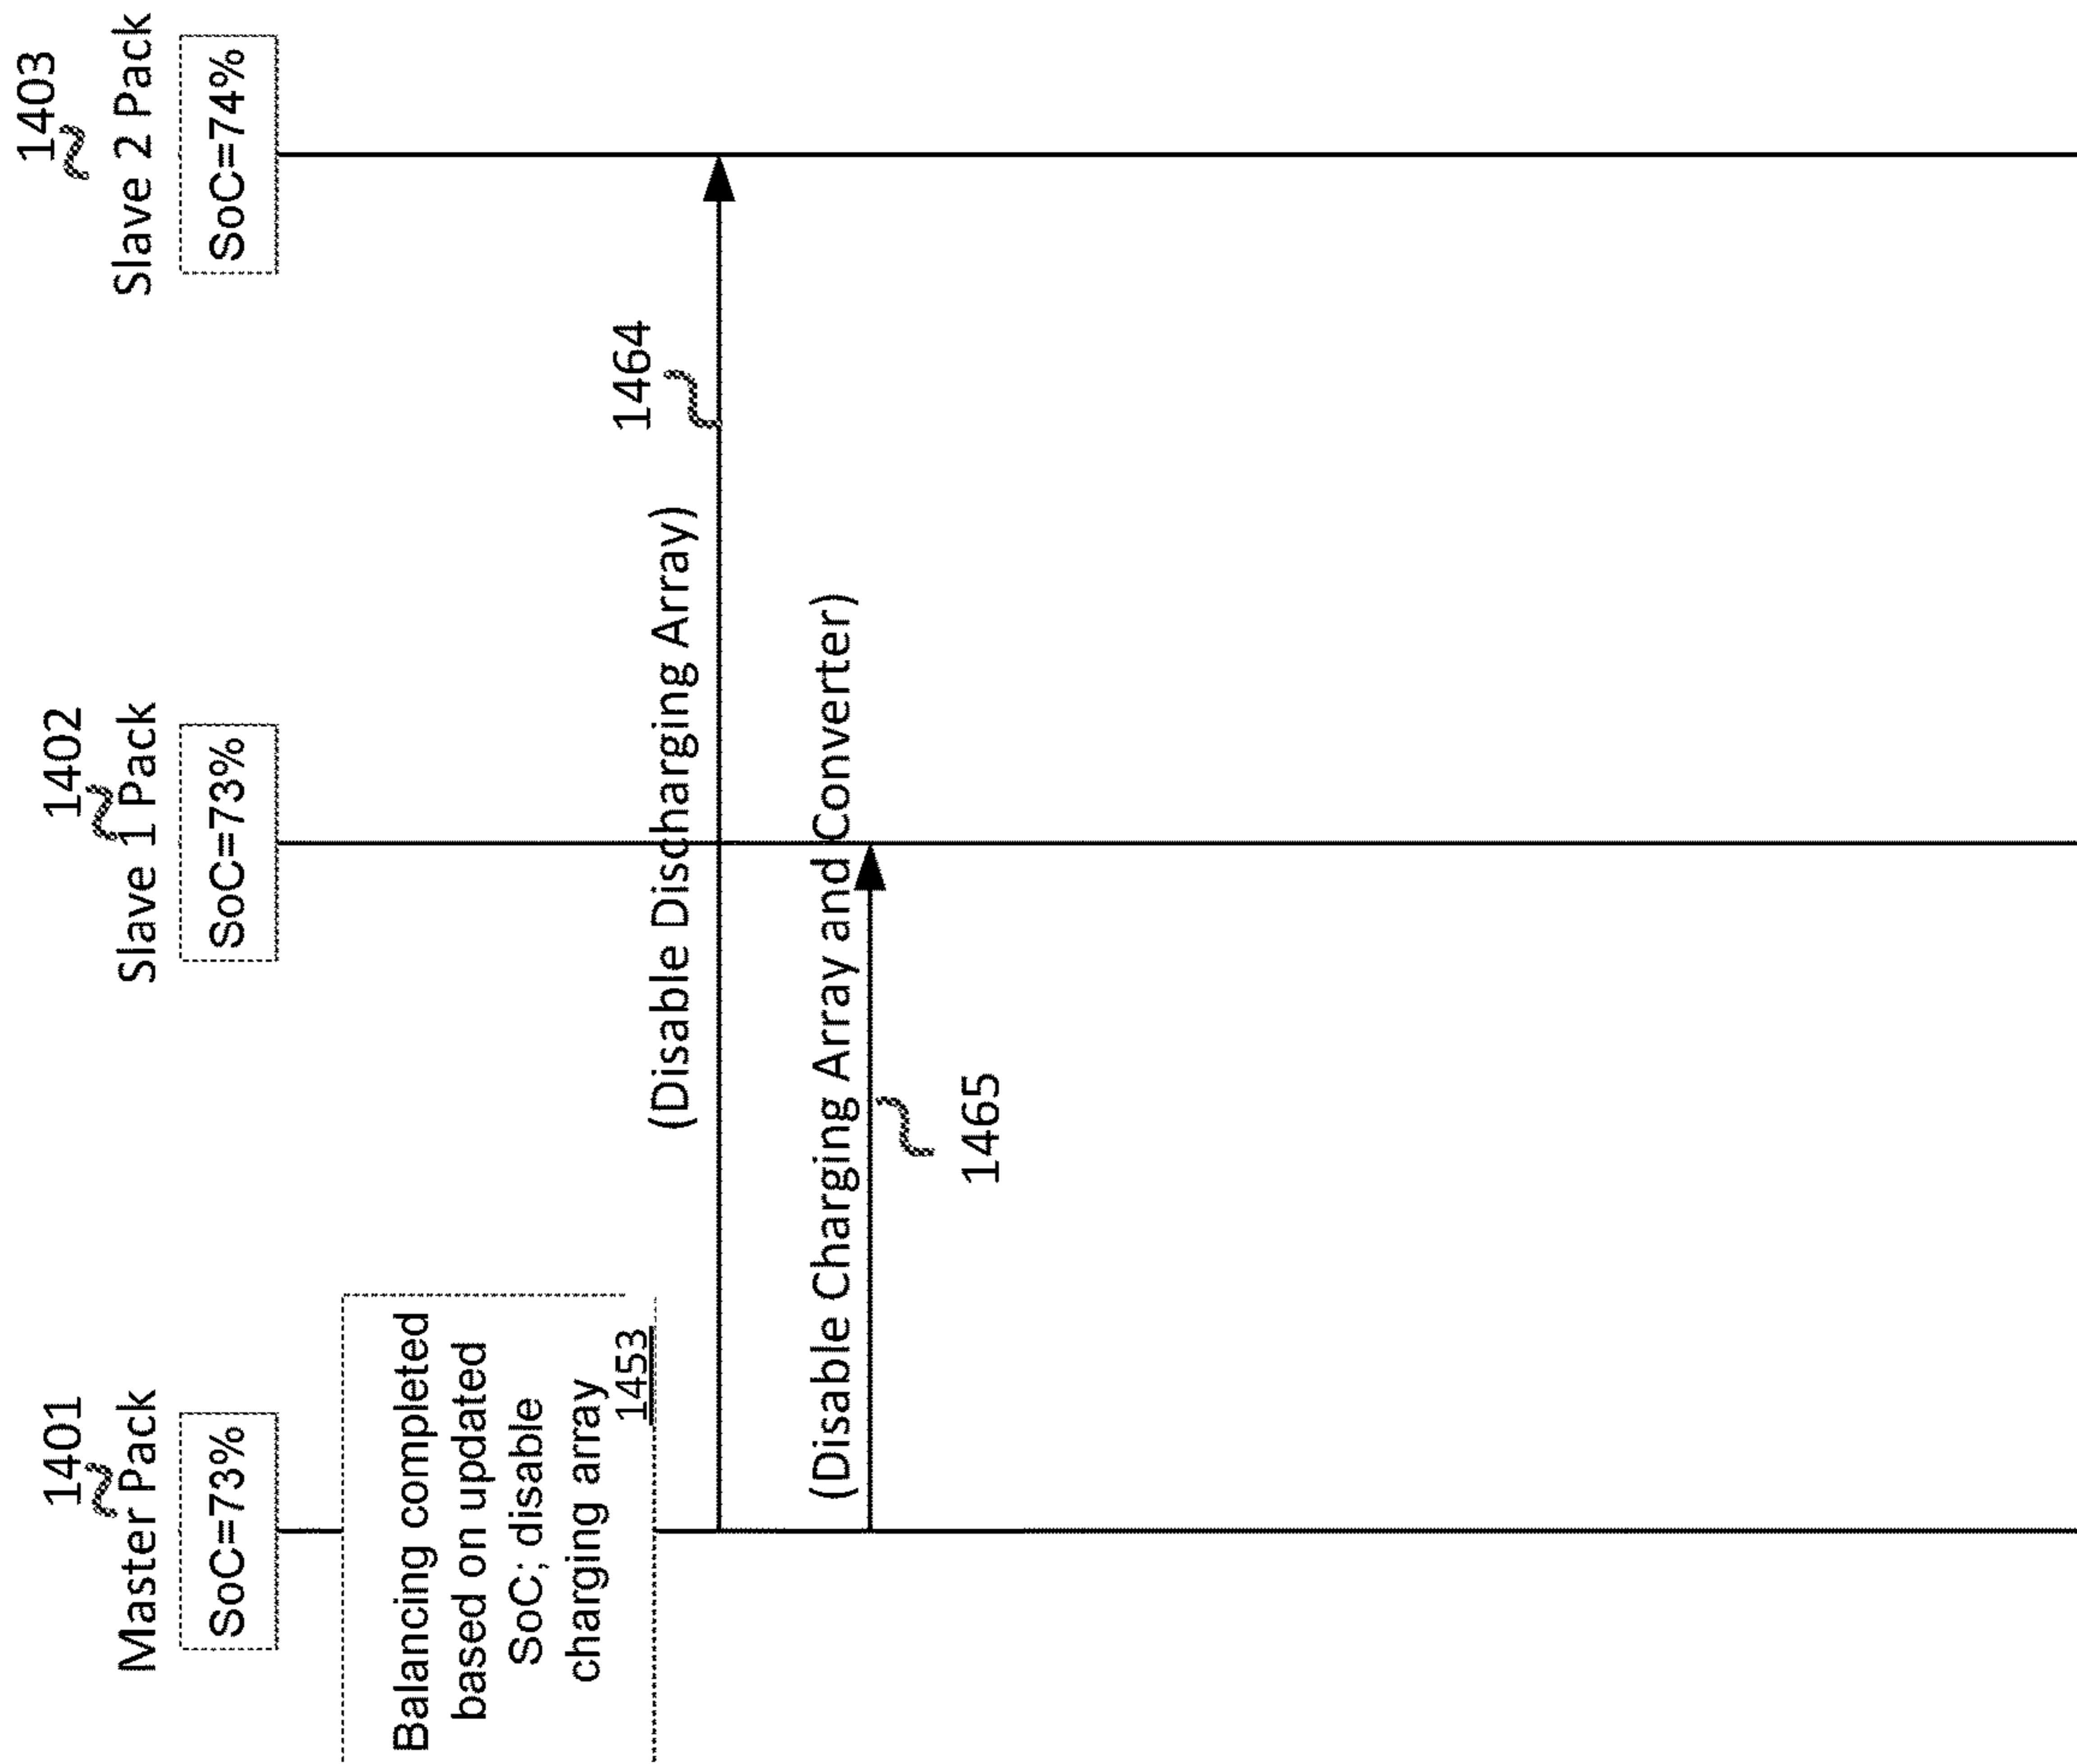 1401
Master Pack
SoC=73%
1402
Slave 1 Pack
SoC=73%
1403
Slave 2 Pack
SoC=74%
Balancing completed
based on updated
SoC; disable
charging array
1453
(Disable Discharging Array)
1464
(Disable Charging Array and Converter)
1465